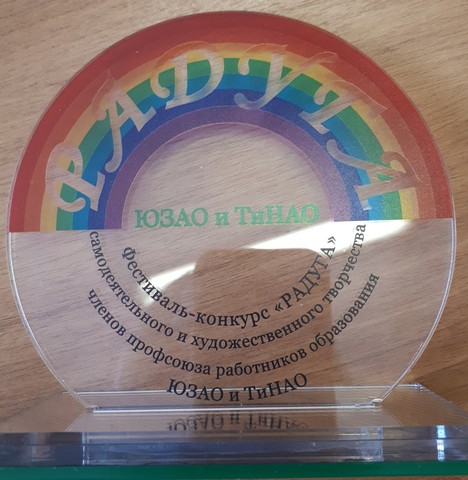 РАДУГА
ЮЗАО и ТиНАО
Фестиваль-конкурс «РАДУГА»
самодеятельного и художественного творчества
членов профсоюза работников образования
ЮЗАО и ТиНАО